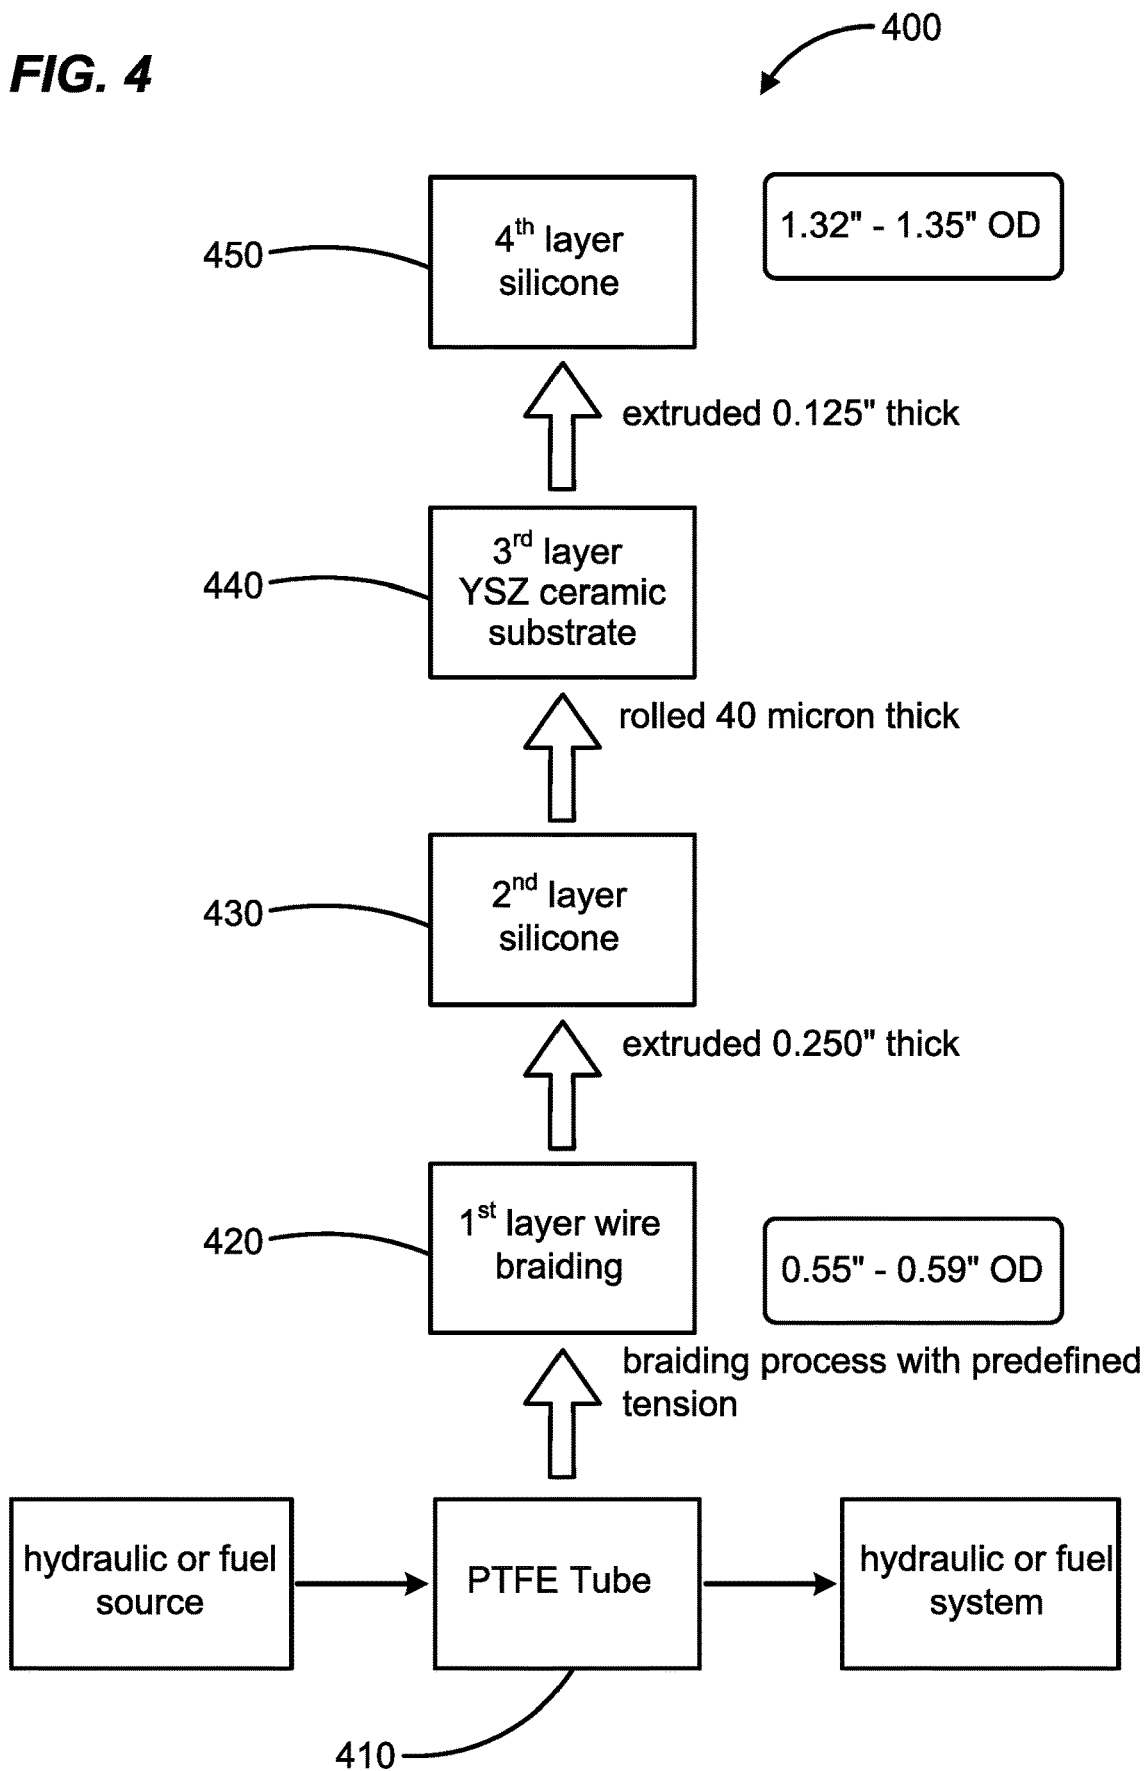 400
FIG. 4
4th layer
silicone
1.32" - 1.35" OD
450
extruded 0.125" thick
3rd layer
YSZ ceramic
substrate
440
rolled 40 micron thick
2nd layer
silicone
430
extruded 0.250" thick
1st layer wire
braiding
420
0.55" - 0.59" OD
braiding process with predefined
tension
hydraulic or fuel
source
PTFE Tube
hydraulic or fuel
system
410